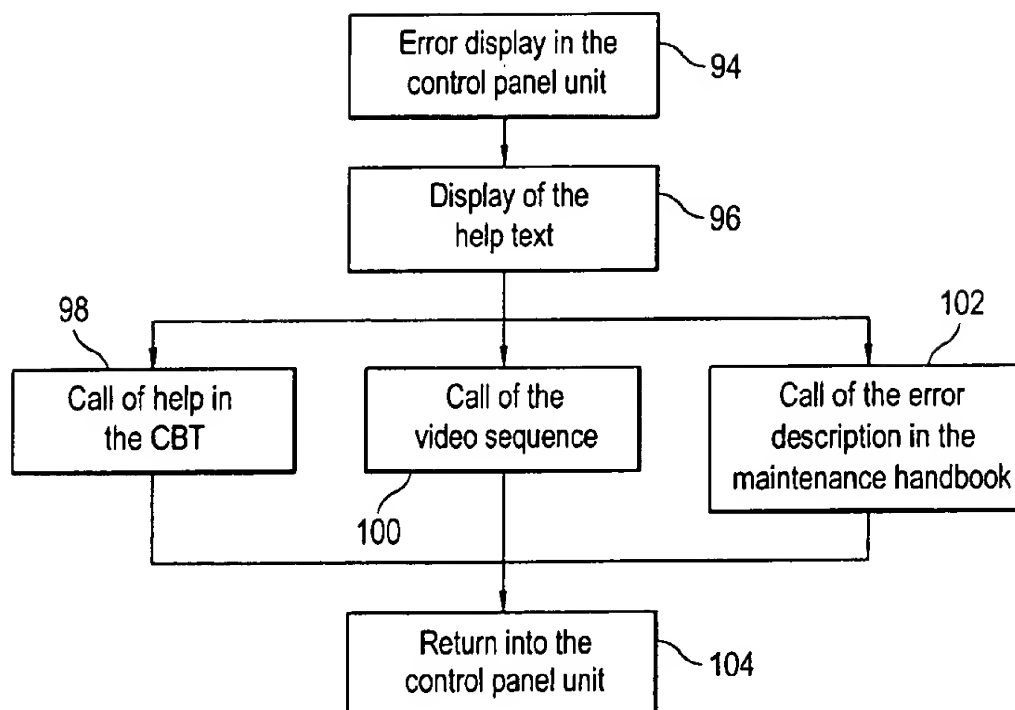 Error display in the
control panel unit
94
Display of the
help text
96
98
Call of help in
the CBT
Call of the
video sequence
100
102
Call of the error
description in the
maintenance handbook
Return into the
control panel unit
104